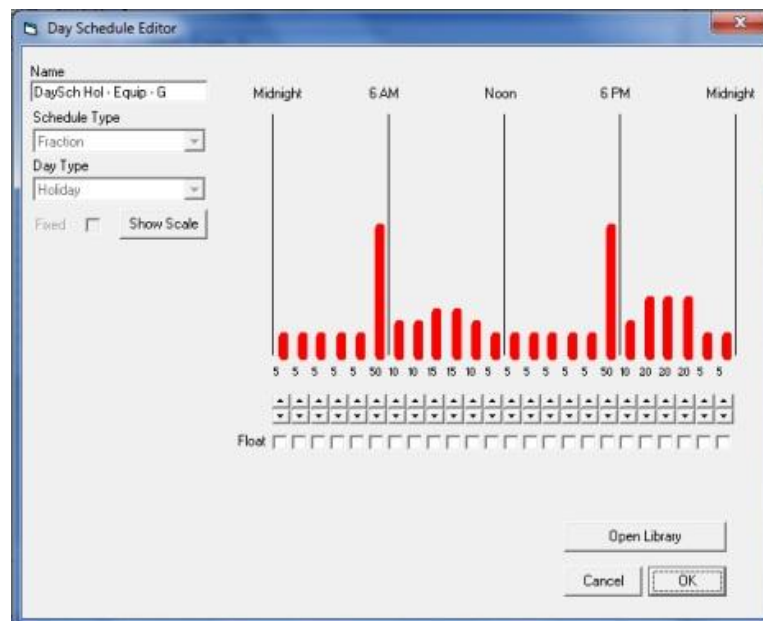 Day Schedule Editor
Name
DaySch Hol - Equip - G
Schedule Type
Fraction
Day Type
Holiday
Fixed Show Scale
Midnight 6 AM Noon 6 PM Midnight
5 5 5 5 5 50 10 10 15 15 10 5 5 5 5 5 5 50 10 20 20 20 5 5
Float
Open Library
Cancel OK